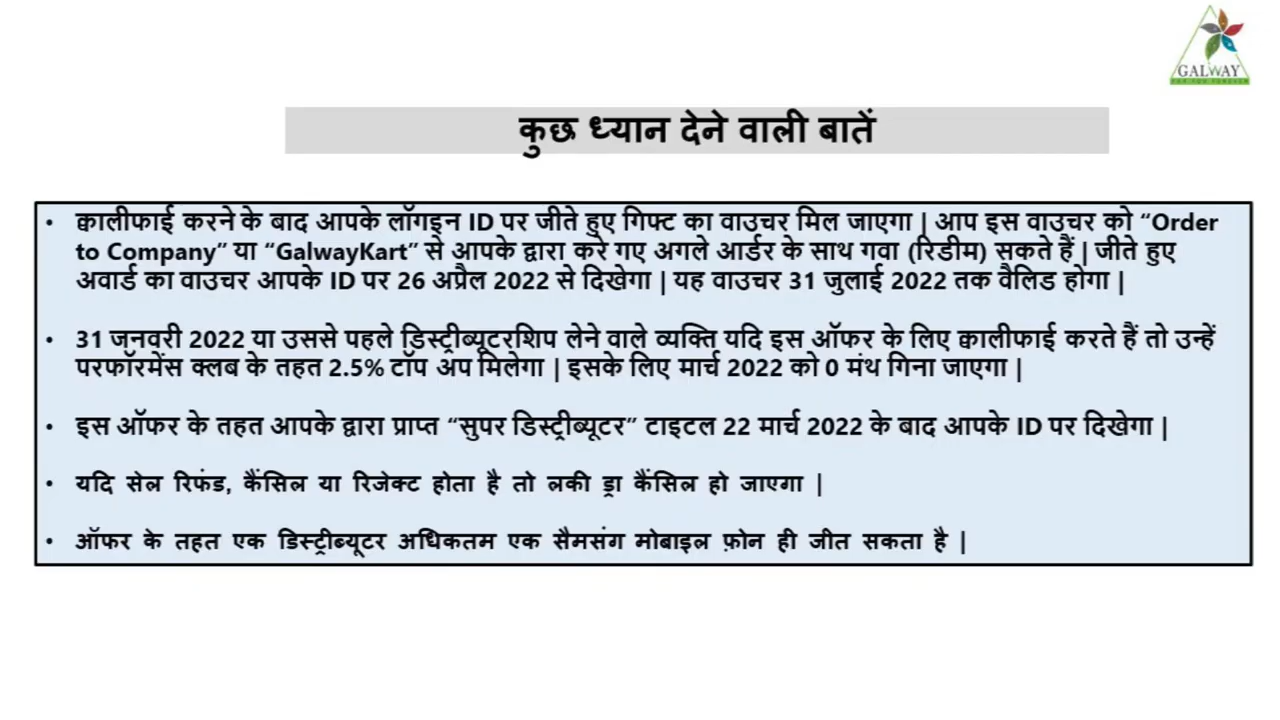 GALWAY
कुछ ध्यान देने वाली बातें
• क्वालीफाई करने के बाद आपके लॉगइन ID पर जीते हुए गिफ्ट का वाउचर मिल जाएगा | आप इस वाउचर को “Order
to Company” या “GalwayKart” से आपके द्वारा करे गए अगले आर्डर के साथ गवा (रिडीम) सकते हैं | जीते हुए
अवार्ड का वाउचर आपके ID पर 26 अप्रैल 2022 से दिखेगा | यह वाउचर 31 जुलाई 2022 तक वैलिड होगा |
• 31 जनवरी 2022 या उससे पहले डिस्ट्रीब्यूटरशिप लेने वाले व्यक्ति यदि इस ऑफर के लिए क्वालीफाई करते हैं तो उन्हें
परफॉरमेंस क्लब के तहत 2.5% टॉप अप मिलेगा | इसके लिए मार्च 2022 को 0 मंथ गिना जाएगा |
• इस ऑफर के तहत आपके द्वारा प्राप्त “सुपर डिस्ट्रीब्यूटर” टाइटल 22 मार्च 2022 के बाद आपके ID पर दिखेगा |
• यदि सेल रिफंड, कैंसिल या रिजेक्ट होता है तो लकी ड्रा कैंसिल हो जाएगा |
• ऑफर के तहत एक डिस्ट्रीब्यूटर अधिकतम एक सैमसंग मोबाइल फ़ोन ही जीत सकता है |